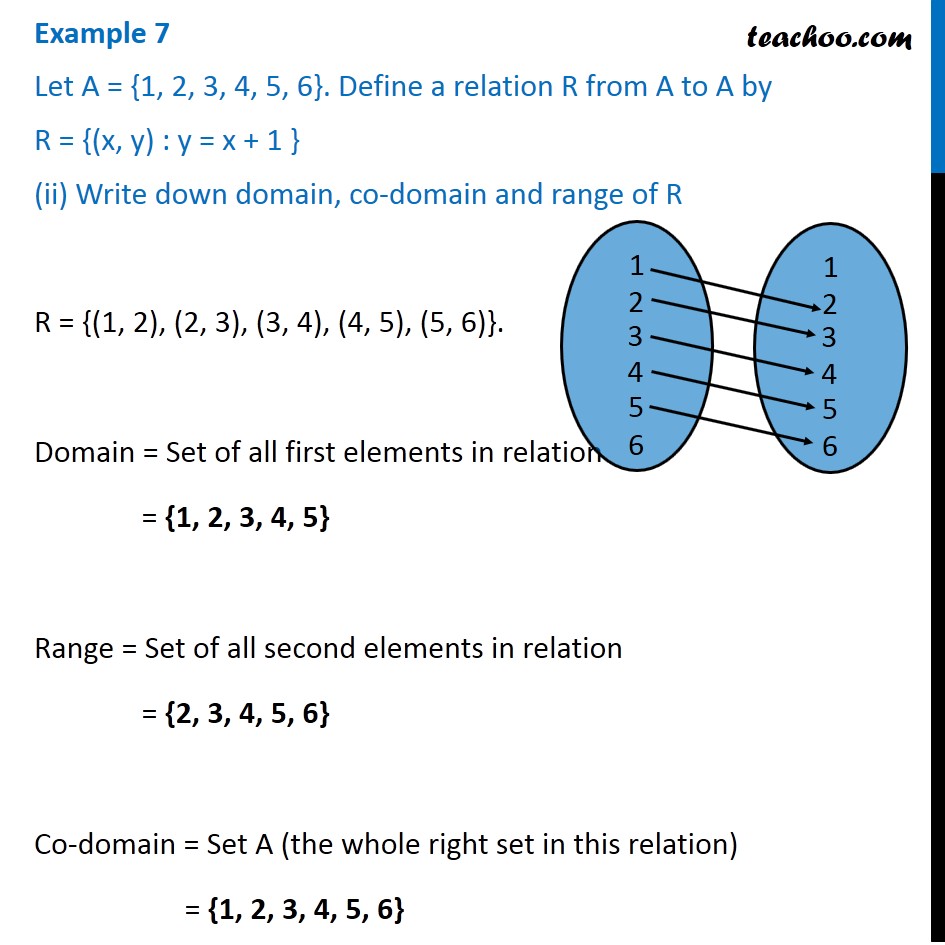 Example 7
teachoo.com
Let A = {1, 2, 3, 4, 5, 6}. Define a relation R from A to A by
R = {(x, y) : y = x + 1 }
(ii) Write down domain, co-domain and range of R
1 1
2 2
3 3
4 4
5 5
6 6
R = {(1, 2), (2, 3), (3, 4), (4, 5), (5, 6)}.
Domain = Set of all first elements in relation
= {1, 2, 3, 4, 5}
Range = Set of all second elements in relation
= {2, 3, 4, 5, 6}
Co-domain = Set A (the whole right set in this relation)
= {1, 2, 3, 4, 5, 6}